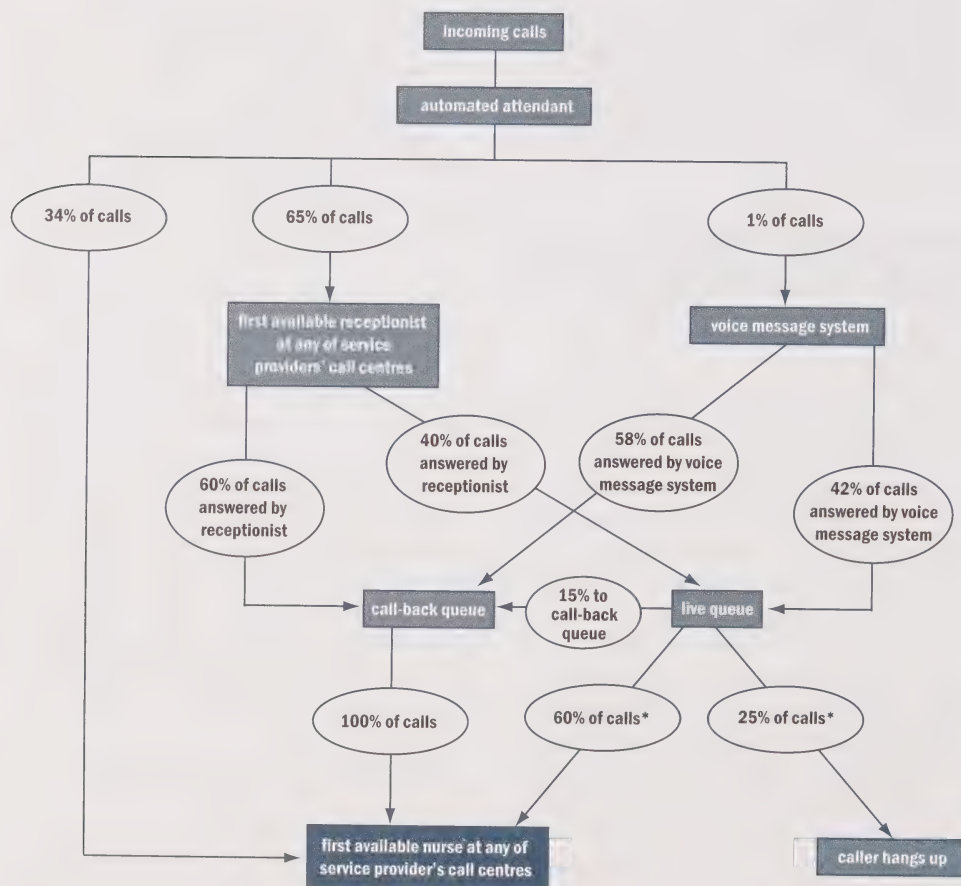 incoming calls
automated attendant
34% of calls
65% of calls
1% of calls
first available receptionist
at any of service
providers' call centres
voice message system
60% of calls
answered by
receptionist
40% of calls
answered by
receptionist
58% of calls
answered by voice
message system
42% of calls
answered by voice
message system
call-back queue
15% to
call-back
queue
live queue
100% of calls
60% of calls*
25% of calls*
first available nurse at any of
service provider's call centres
caller hangs up